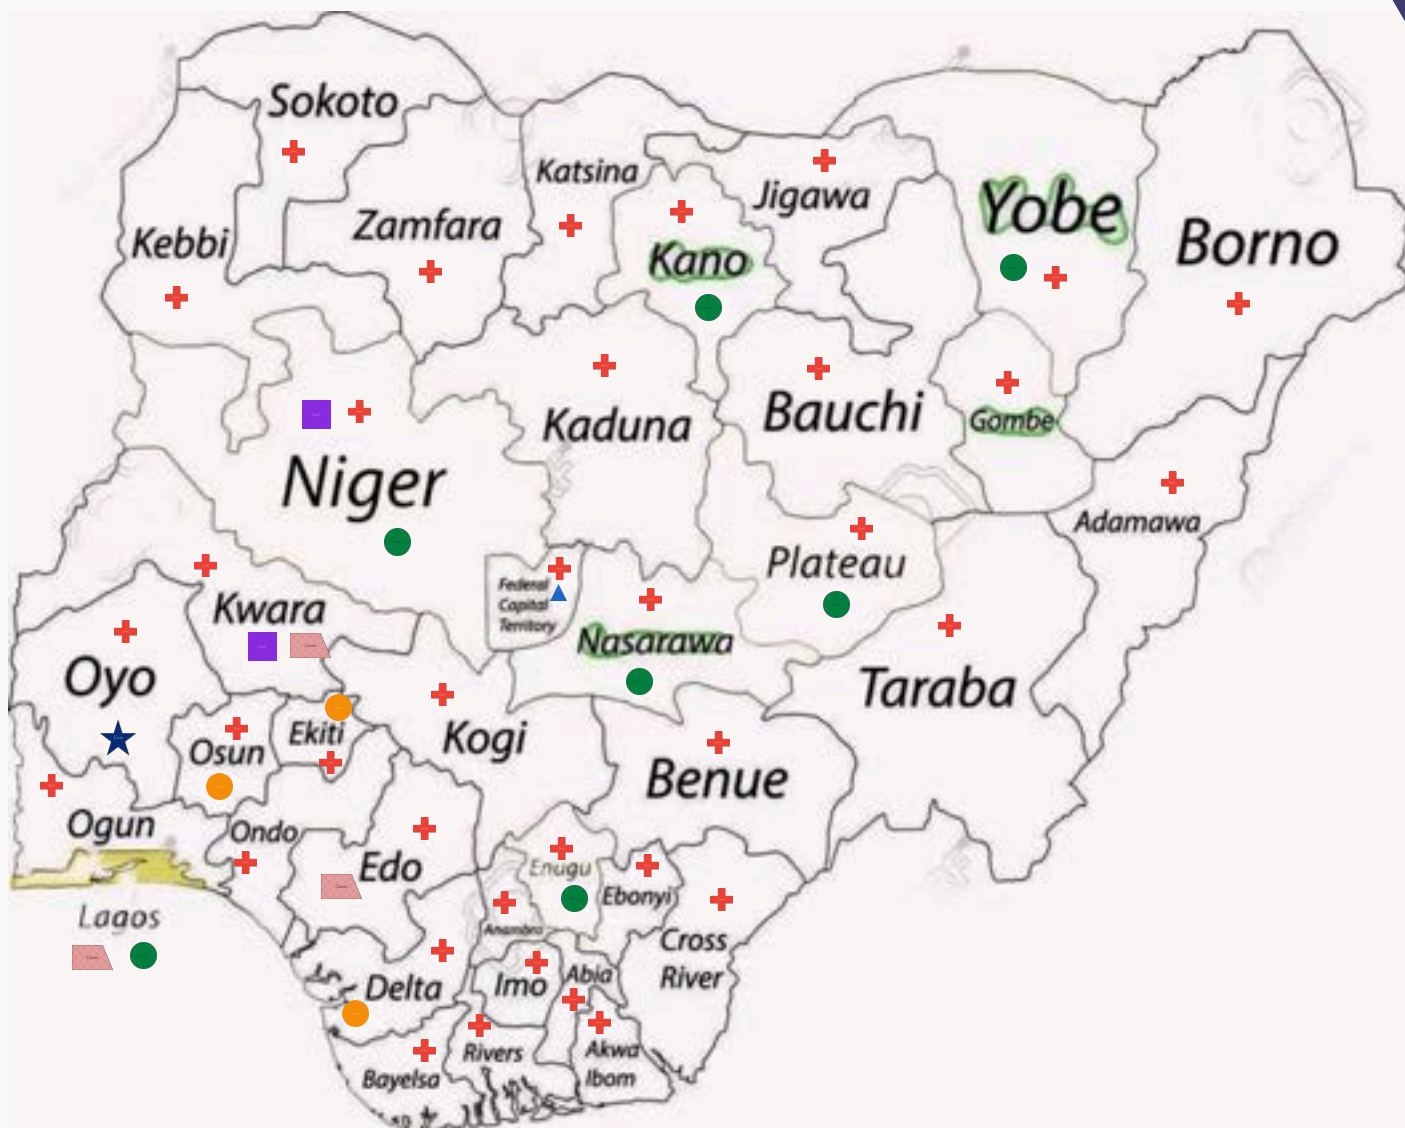 Sokoto
Katsina
Jigawa
Yobe
Zamfara
Kebbi
Kano
Borno
Kaduna
Bauchi
Gombe
Niger
Adamawa
Plateau
Federal
Capital
Territory
Kwara
Nasarawa
Oyo
Taraba
Osun
Ekiti
Kogi
Benue
Ogun
Ondo
Edo
Enugu
Ebonyi
Lagos
Anambra
Cross
River
Delta
Imo
Abia
Rivers
Akwa
Ibom
Bayelsa